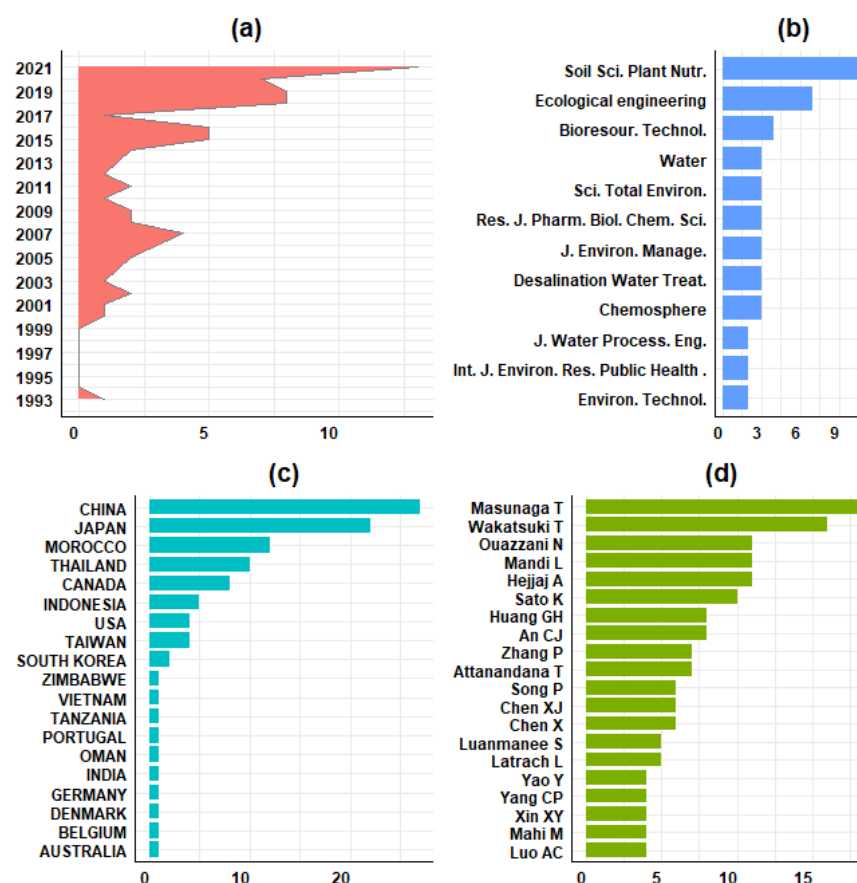 (a)
2021
2019
2017
2015
2013
2011
2009
2007
2005
2003
2001
1999
1997
1995
1993
0 5 10
(b)
Soil Sci. Plant Nutr.
Ecological engineering
Bioresour. Technol.
Water
Sci. Total Environ.
Res. J. Pharm. Biol. Chem. Sci.
J. Environ. Manage.
Desalination Water Treat.
Chemosphere
J. Water Process. Eng.
Int. J. Environ. Res. Public Health .
Environ. Technol.
0 3 6 9
(c)
CHINA
JAPAN
MOROCCO
THAILAND
CANADA
INDONESIA
USA
TAIWAN
SOUTH KOREA
ZIMBABWE
VIETNAM
TANZANIA
PORTUGAL
OMAN
INDIA
GERMANY
DENMARK
BELGIUM
AUSTRALIA
0 10 20
(d)
Masunaga T
Wakatsuki T
Ouazzani N
Mandi L
Hejjaj A
Sato K
Huang GH
An CJ
Zhang P
Attanandana T
Song P
Chen XJ
Chen X
Luanmanee S
Latrach L
Yao Y
Yang CP
Xin XY
Mahi M
Luo AC
0 5 10 15